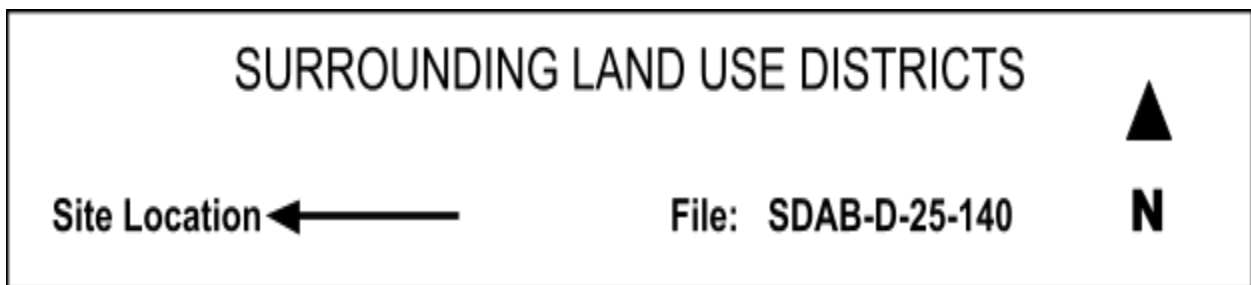 SURROUNDING LAND USE DISTRICTS
Site Location File: SDAB-D-25-140 N